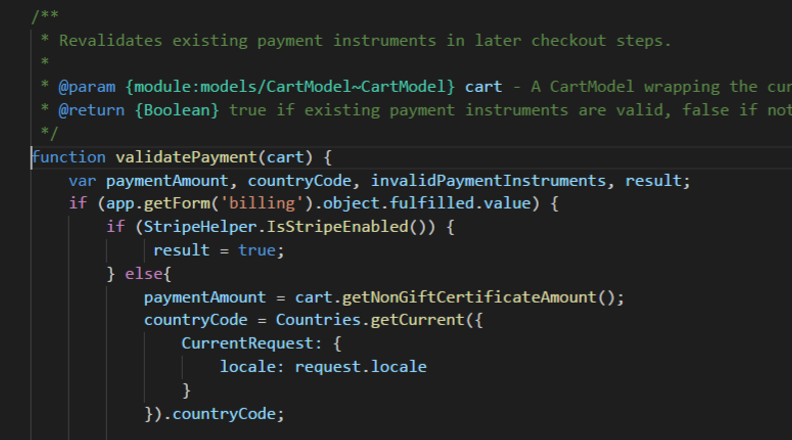 /**
 * Revalidates existing payment instruments in later checkout steps.
 *
 * @param {module:models/CartModel~CartModel} cart - A CartModel wrapping the
 * @return {Boolean} true if existing payment instruments are valid, false if not
 */
function validatePayment(cart) {
    var paymentAmount, countryCode, invalidPaymentInstruments, result;
    if (app.getForm('billing').object.fulfilled.value) {
        if (StripeHelper.IsStripeEnabled()) {
             result = true;
        } else{
            paymentAmount = cart.getNonGiftCertificateAmount();
            countryCode = Countries.getCurrent({
                CurrentRequest: {
                    locale: request.locale
                }
            }).countryCode;